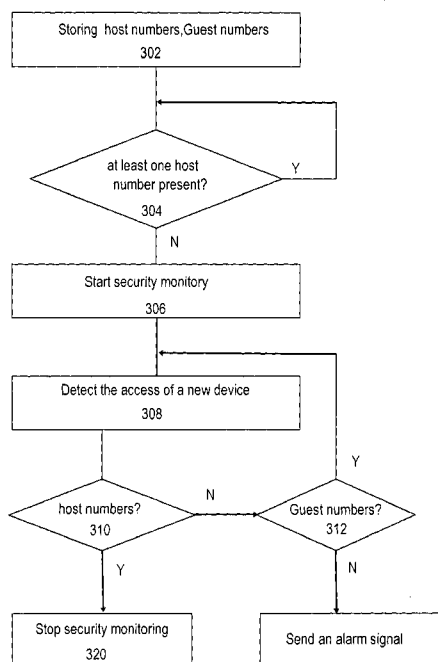 Storing host numbers,Guest numbers
302
at least one host
number present?
304
Y
N
Start security monitory
306
Detect the access of a new device
308
Y
host numbers?
310
N
Guest numbers?
312
Y
N
Stop security monitoring
320
Send an alarm signal